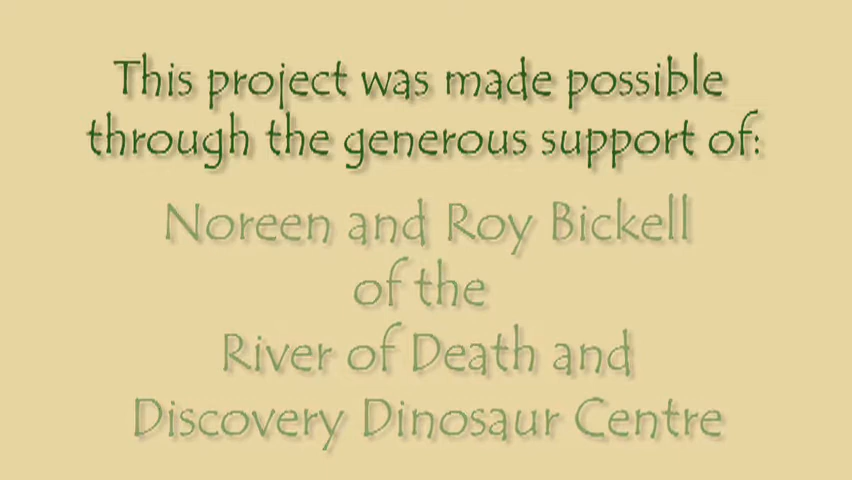 This project was made possible
through the generous support of:
Noreen and Roy Bickell
of the
River of Death and
Discovery Dinosaur Centre